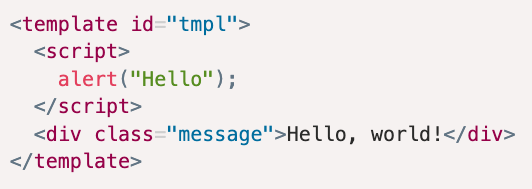 <template id="tmpl">
  <script>
    alert("Hello");
  </script>
  <div class="message">Hello, world!</div>
</template>